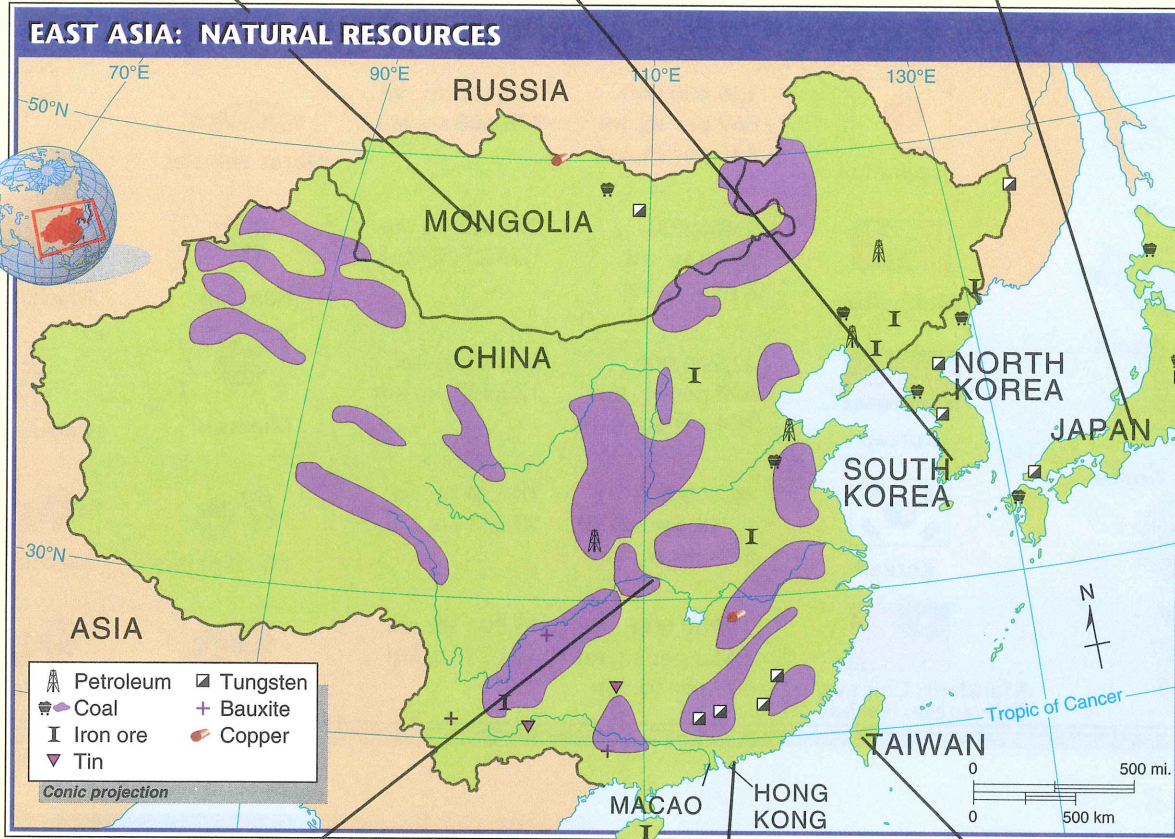 EAST ASIA: NATURAL RESOURCES
70°E
90°E
110°E
130°E
50°N
RUSSIA
MONGOLIA
CHINA
NORTH
KOREA
JAPAN
SOUTH
KOREA
30°N
ASIA
N
Tropic of Cancer
TAIWAN
MACAO
HONG
KONG
Petroleum
Tungsten
Coal
Bauxite
Iron ore
Copper
Tin
Conic projection
0 500 mi.
0 500 km